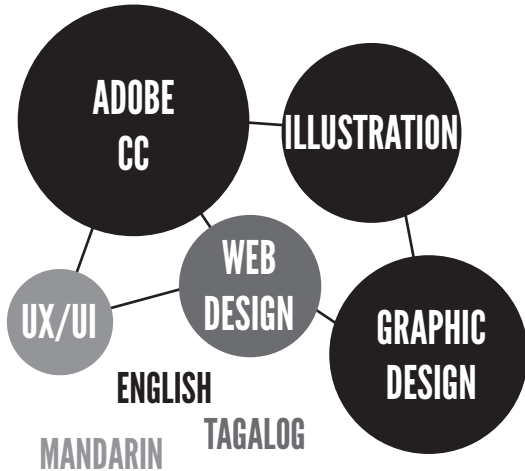 ADOBE
CC
ILLUSTRATION
WEB
DESIGN
UX/UI
GRAPHIC
DESIGN
ENGLISH
TAGALOG
MANDARIN